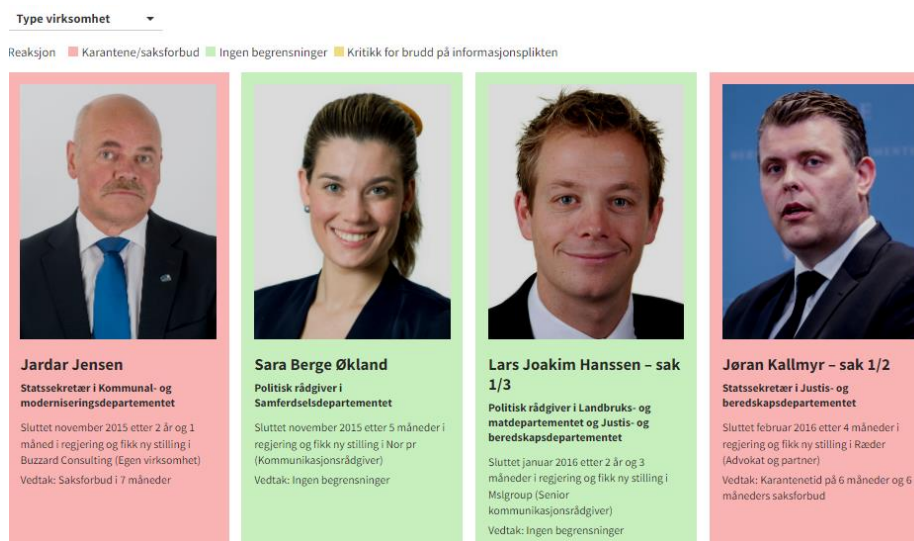 Type virksomhet
Reaksjon Karantene/saksforbud Ingen begrensninger Kritikk for brudd på informasjonsplikten
Jardar Jensen
Statssekretær i Kommunal- og
moderniseringsdepartementet
Sluttet november 2015 etter 2 år og 1
måned i regjering og fikk ny stilling i
Buzzard Consulting (Egen virksomhet)
Vedtak: Saksforbud i 7 måneder
Sara Berge Økland
Politisk rådgiver i
Samferdselsdepartementet
Sluttet november 2015 etter 5 måneder i
regjering og fikk ny stilling i Nor pr
(Kommunikasjonsrådgiver)
Vedtak: Ingen begrensninger
Lars Joakim Hanssen – sak
1/3
Politisk rådgiver i Landbruks- og
matdepartementet og Justis- og
beredskapsdepartementet
Sluttet januar 2016 etter 2 år og 3
måneder i regjering og fikk ny stilling i
Mslgroup (Senior
kommunikasjonsrådgiver)
Vedtak: Ingen begrensninger
Jøran Kallmyr – sak 1/2
Statssekretær i Justis- og
beredskapsdepartementet
Sluttet februar 2016 etter 4 måneder i
regjering og fikk ny stilling i Ræder
(Advokat og partner)
Vedtak: Karantenetid på 6 måneder og 6
måneders saksforbud